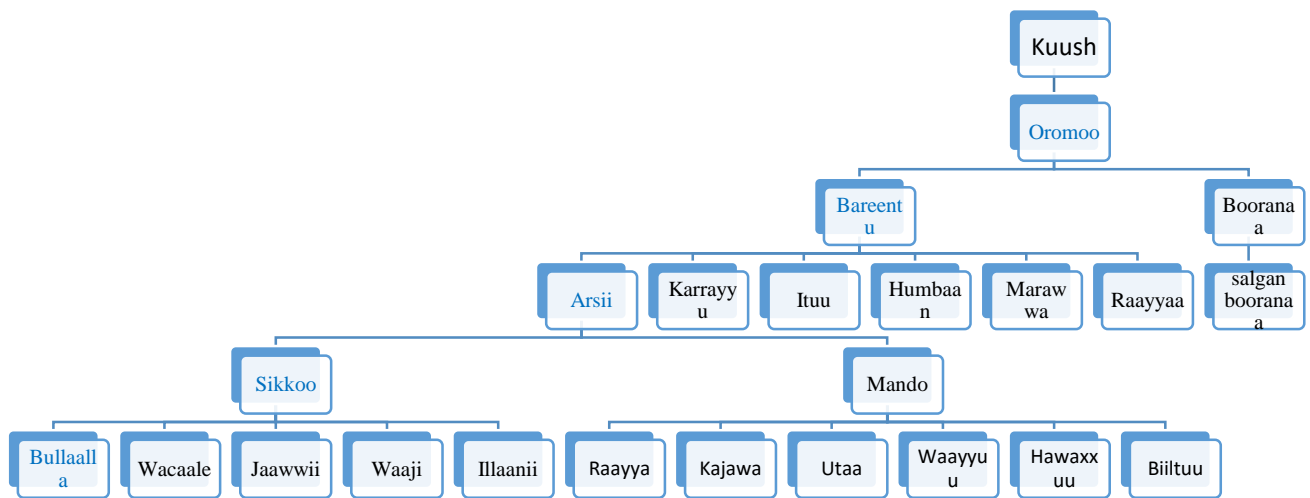 Kuush
Oromoo
Bareent
u
Boorana
a
Arsii
Karrayy
u
Ituu
Humbaa
n
Maraw
wa
Raayyaa
salgan
boorana
a
Sikkoo
Mando
Bullaall
a
Wacaale
Jaawwii
Waaji
Illaanii
Raayya
Kajawa
Utaa
Waayyu
u
Hawaxx
uu
Biiltuu